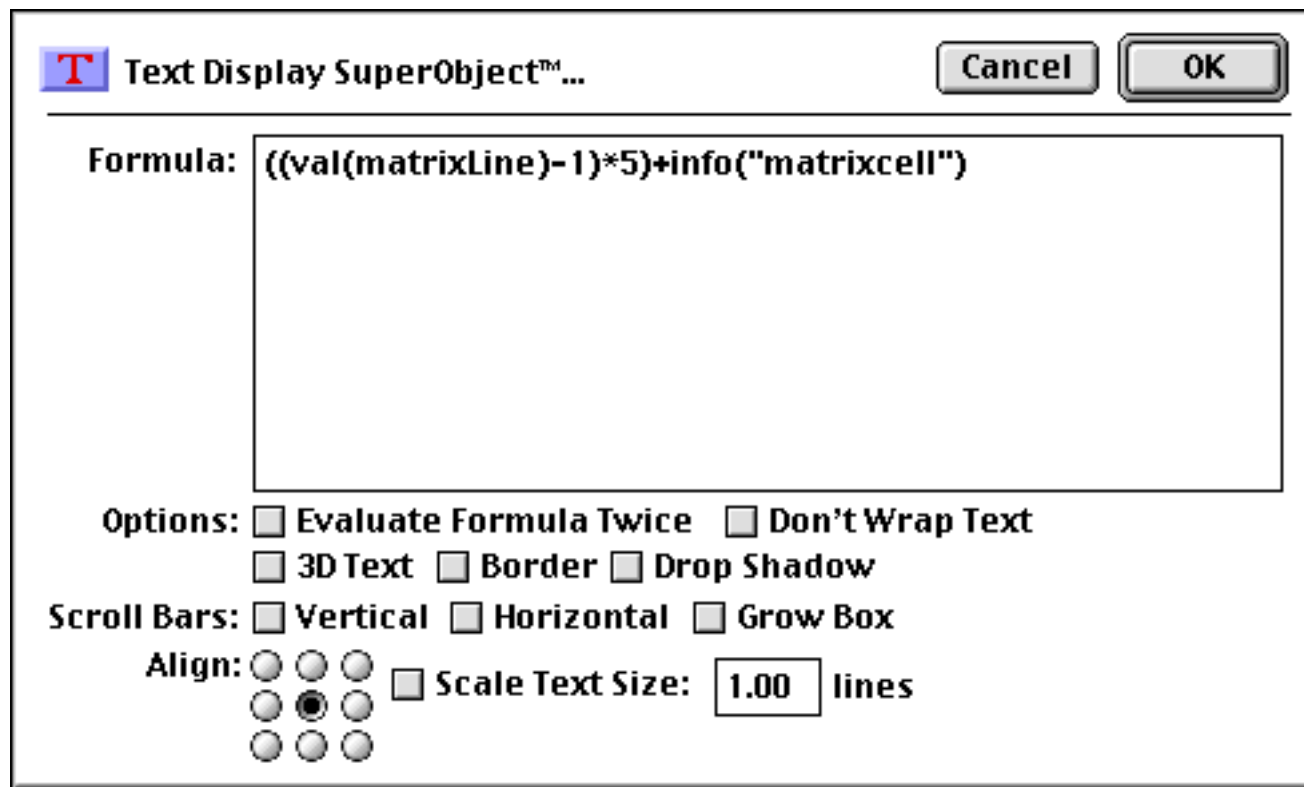 T Text Display SuperObject™...
Cancel
OK
Formula:
((val(matrixLine)-1)*5)+info("matrixcell")
Options: Evaluate Formula Twice Don't Wrap Text
3D Text Border Drop Shadow
Scroll Bars: Vertical Horizontal Grow Box
Align: Scale Text Size: 1.00 lines